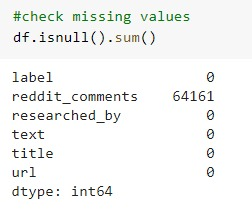 #check missing values
df.isnull().sum()
label 0
reddit_comments 64161
researched_by 0
text 0
title 0
url 0
dtype: int64